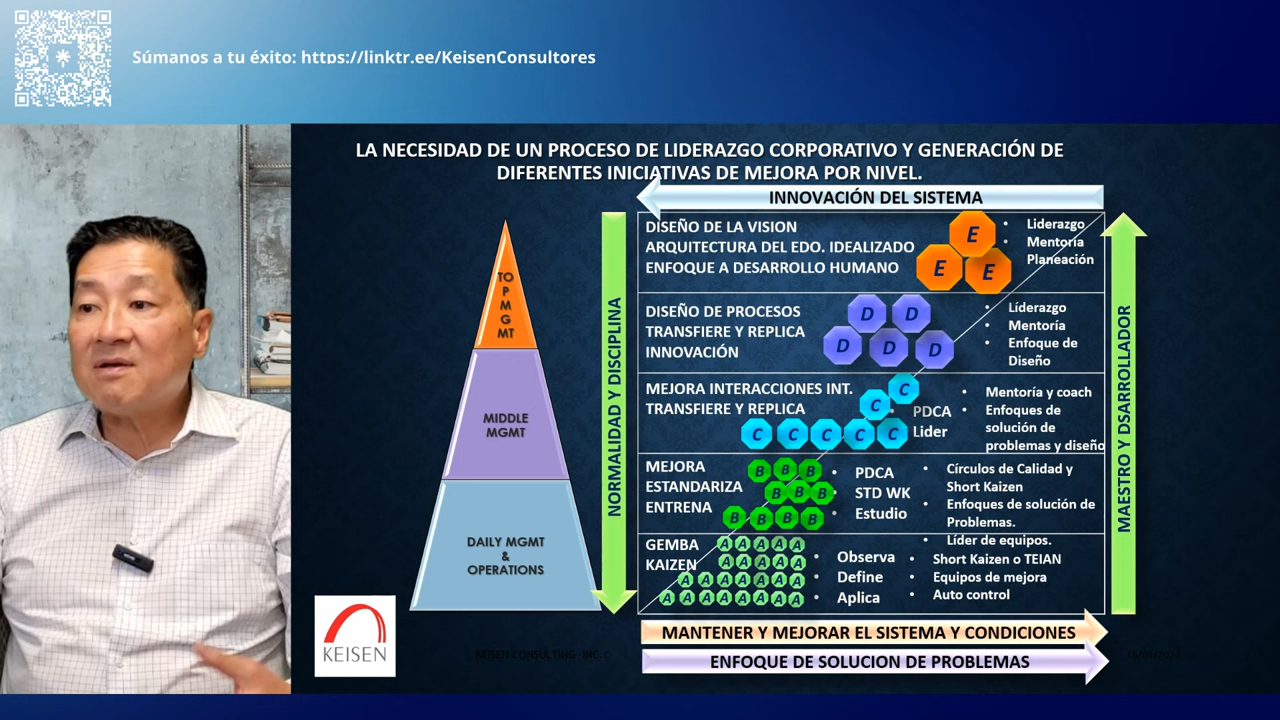 Súmanos a tu éxito: https://linktr.ee/KeisenConsultores
LA NECESIDAD DE UN PROCESO DE LIDERAZGO CORPORATIVO Y GENERACIÓN DE
DIFERENTES INICIATIVAS DE MEJORA POR NIVEL.
INNOVACIÓN DEL SISTEMA
TO
P
M
G
MT
MIDDLE
MGMT
DAILY MGMT
&
OPERATIONS
NORMALIDAD Y DISCIPLINA
DISEÑO DE LA VISION
ARQUITECTURA DEL EDO. IDEALIZADO
ENFOQUE A DESARROLLO HUMANO
E
E E
• Liderazgo
• Mentoría
Planeación
DISEÑO DE PROCESOS
TRANSFIERE Y REPLICA
INNOVACIÓN
D D
D D D
• Líderazgo
• Mentoría
• Enfoque de
Diseño
MEJORA INTERACCIONES INT.
TRANSFIERE Y REPLICA
C
C
C C C C C
• PDCA
Lider
• Mentoría y coach
• Enfoques de
solución de
problemas y diseño
MEJORA
ESTANDARIZA
ENTRENA
B B B
B B B
B B B B
• PDCA
• STD WK
• Estudio
• Círculos de Calidad y
Short Kaizen
• Enfoques de solución de
Problemas.
GEMBA
KAIZEN
A A A A A
A A A A A
A A A A A A A
A A A A A A A A
• Observa
• Define
• Aplica
• Líder de equipos.
• Short Kaizen o TEIAN
• Equipos de mejora
• Auto control
MAESTRO Y DSARROLLADOR
MANTENER Y MEJORAR EL SISTEMA Y CONDICIONES
ENFOQUE DE SOLUCION DE PROBLEMAS
KEISEN
KEISEN CONSULTING INC. ©